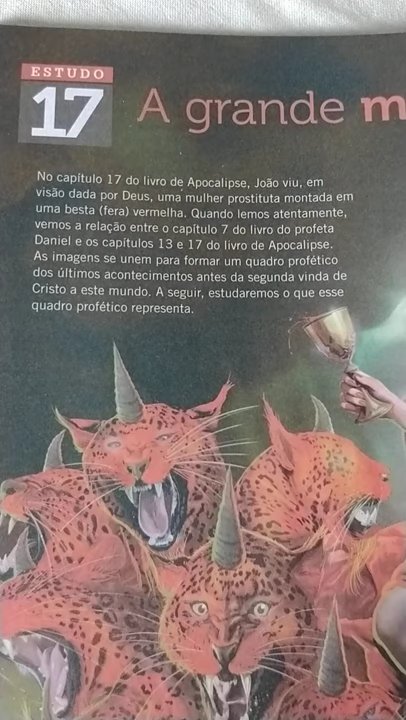 ESTUDO
17
A grande m
No capítulo 17 do livro de Apocalipse, João viu, em
visão dada por Deus, uma mulher prostituta montada em
uma besta (fera) vermelha. Quando lemos atentamente,
vemos a relação entre o capítulo 7 do livro do profeta
Daniel e os capítulos 13 e 17 do livro de Apocalipse.
As imagens se unem para formar um quadro profético
dos últimos acontecimentos antes da segunda vinda de
Cristo a este mundo. A seguir, estudaremos o que esse
quadro profético representa.